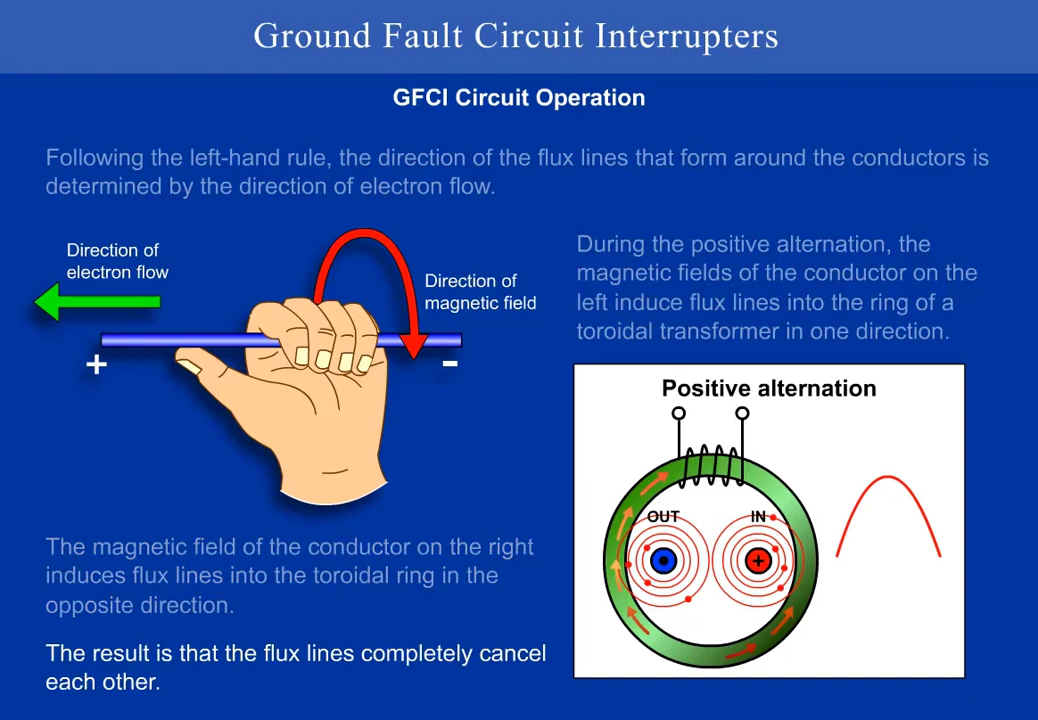 Ground Fault Circuit Interrupters
GFCI Circuit Operation
Following the left-hand rule, the direction of the flux lines that form around the conductors is
determined by the direction of electron flow.
Direction of
electron flow
Direction of
magnetic field
+
-
During the positive alternation, the
magnetic fields of the conductor on the
left induce flux lines into the ring of a
toroidal transformer in one direction.
Positive alternation
OUT
IN
+
The magnetic field of the conductor on the right
induces flux lines into the toroidal ring in the
opposite direction.
The result is that the flux lines completely cancel
each other.